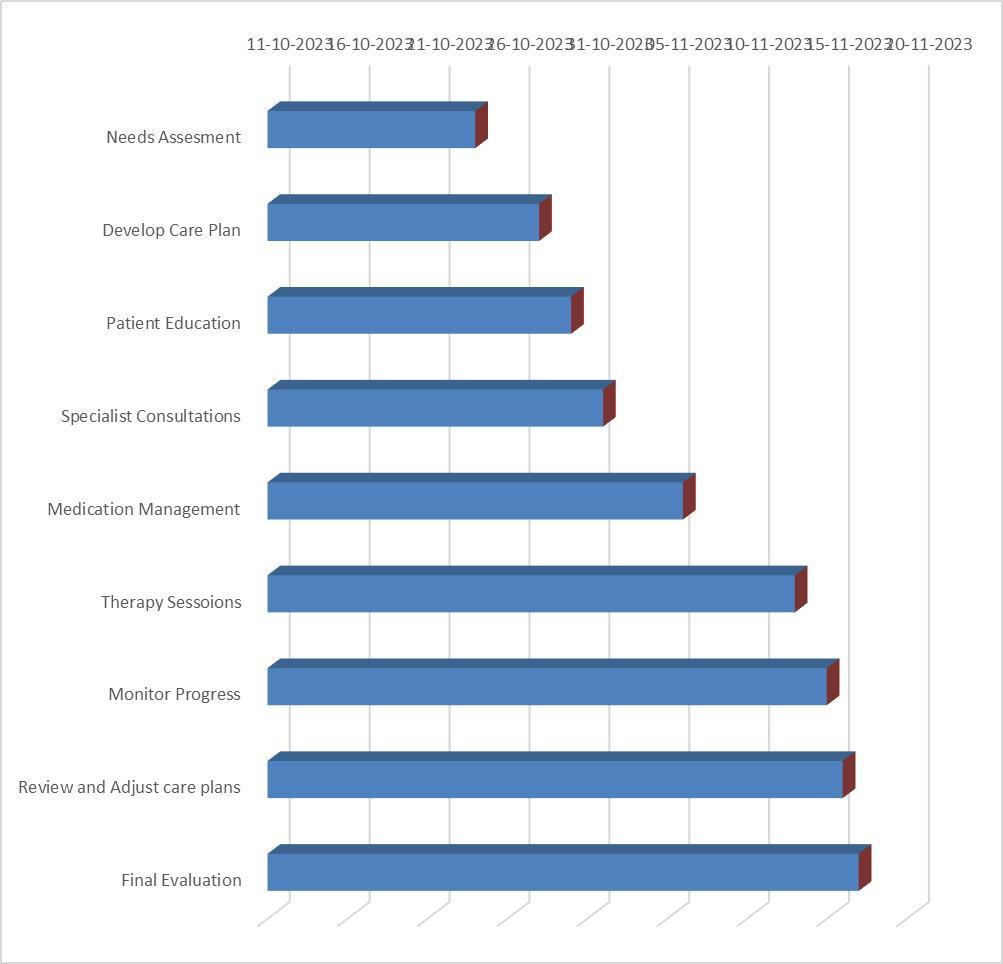 11-10-2023 16-10-2023 21-10-2023 26-10-2023 31-10-2023 05-11-2023 10-11-2023 15-11-2023 20-11-2023
Needs Assesment
Develop Care Plan
Patient Education
Specialist Consultations
Medication Management
Therapy Sessoions
Monitor Progress
Review and Adjust care plans
Final Evaluation